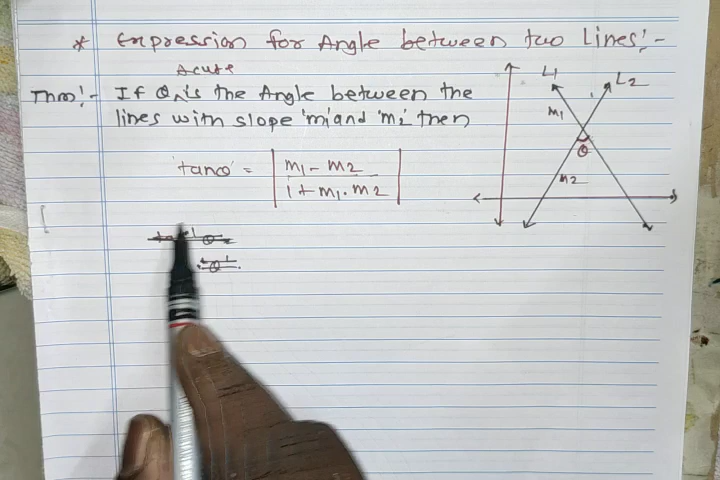 * Expression for Angle between two Lines:-
Acute
Thm:- If θ is the Angle between the
lines with slope 'm1' and 'm2' then
'tanθ' = | m1 - m2 / 1 + m1 . m2 |
L1
L2
m1
θ
m2